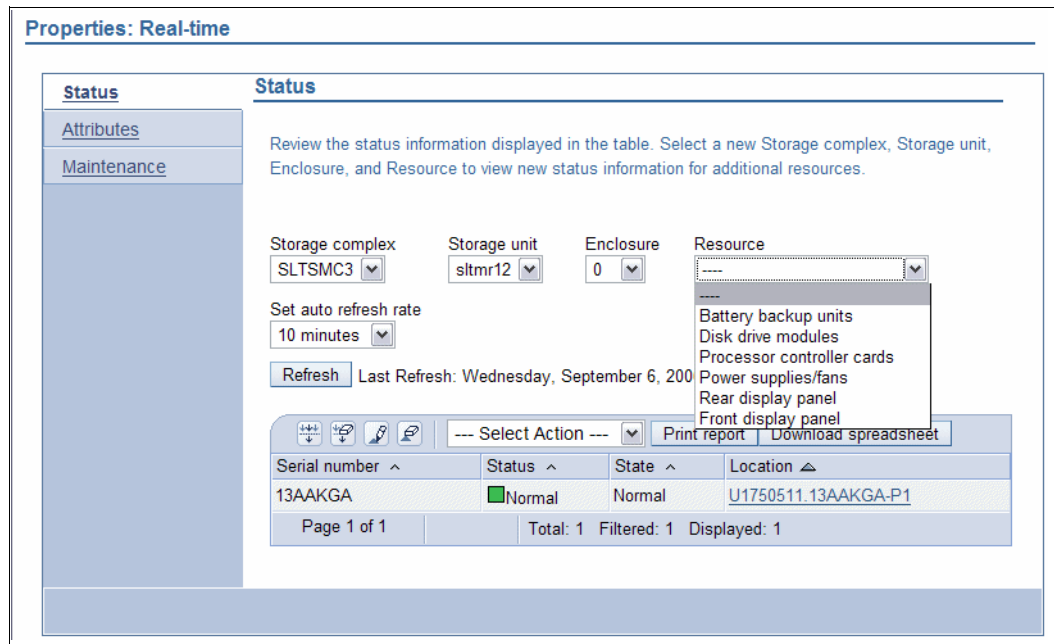 Properties: Real-time
Status
Attributes
Maintenance
Status
Review the status information displayed in the table. Select a new Storage complex, Storage unit,
Enclosure, and Resource to view new status information for additional resources.
Storage complex Storage unit Enclosure Resource
SLTSMC3 sltmr12 0 ----
----
Battery backup units
Disk drive modules
Processor controller cards
Power supplies/fans
Rear display panel
Front display panel
Set auto refresh rate
10 minutes
Refresh Last Refresh: Wednesday, September 6,
--- Select Action --- Print report Download spreadsheet
Serial number Status State Location
13AAKGA Normal Normal U1750511.13AAKGA-P1
Page 1 of 1 Total: 1 Filtered: 1 Displayed: 1